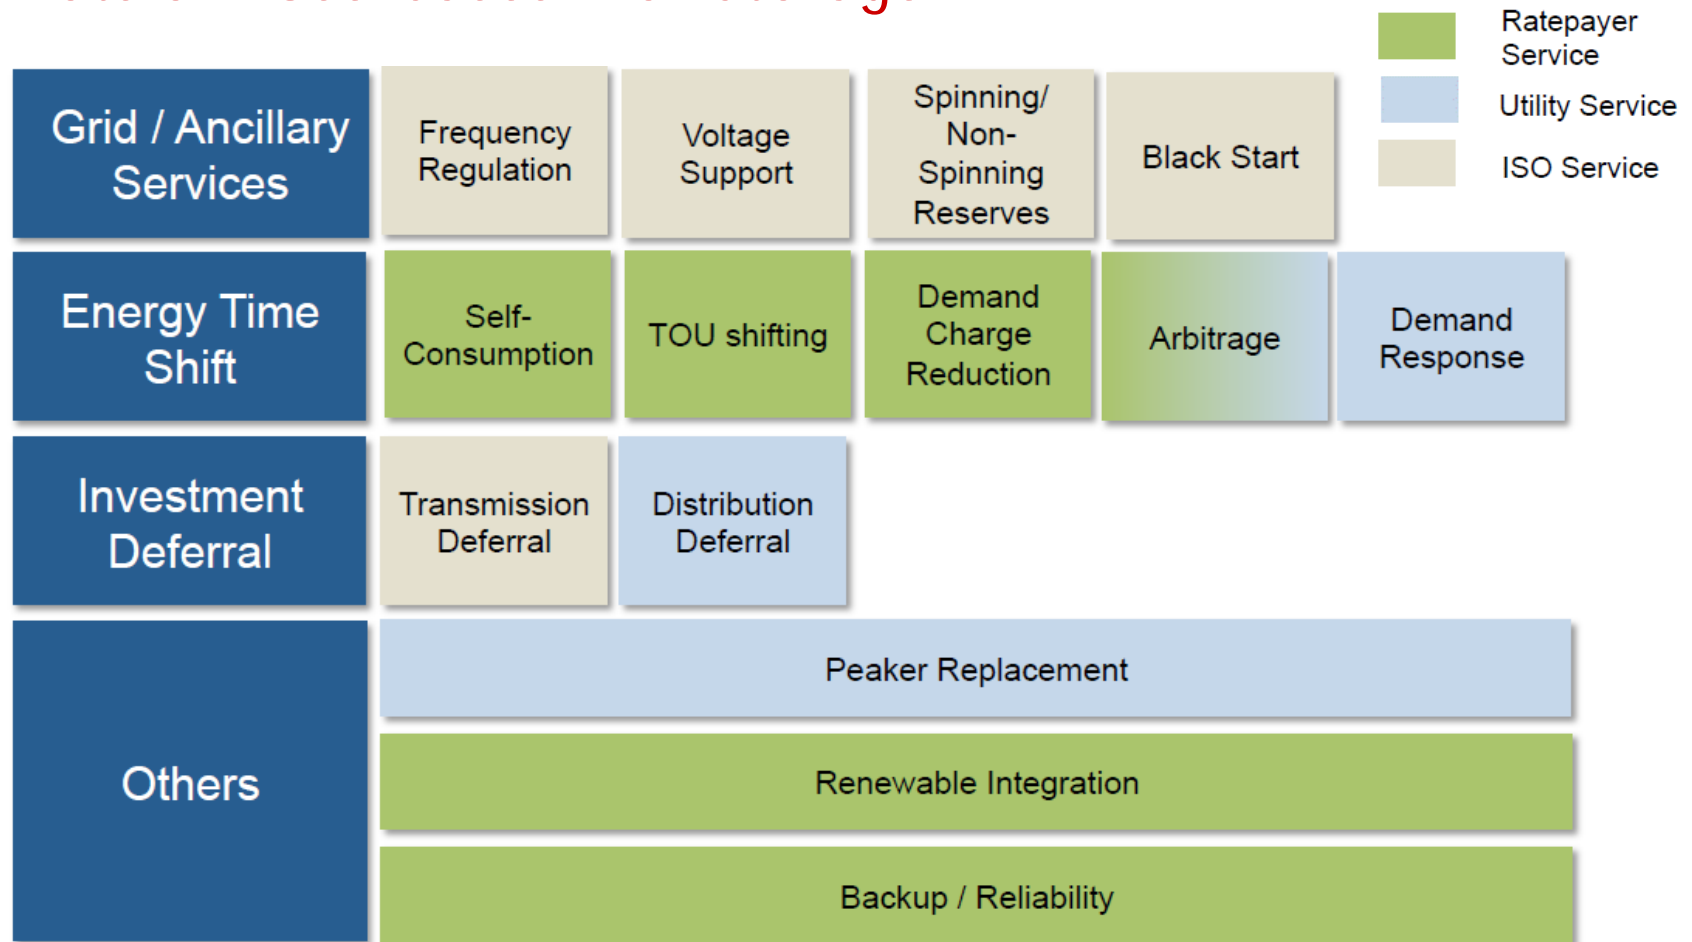 Ratepayer
Service
Utility Service
ISO Service
Grid / Ancillary
Services
Frequency
Regulation
Voltage
Support
Spinning/
Non-
Spinning
Reserves
Black Start
Energy Time
Shift
Self-
Consumption
TOU shifting
Demand
Charge
Reduction
Arbitrage
Demand
Response
Investment
Deferral
Transmission
Deferral
Distribution
Deferral
Others
Peaker Replacement
Renewable Integration
Backup / Reliability